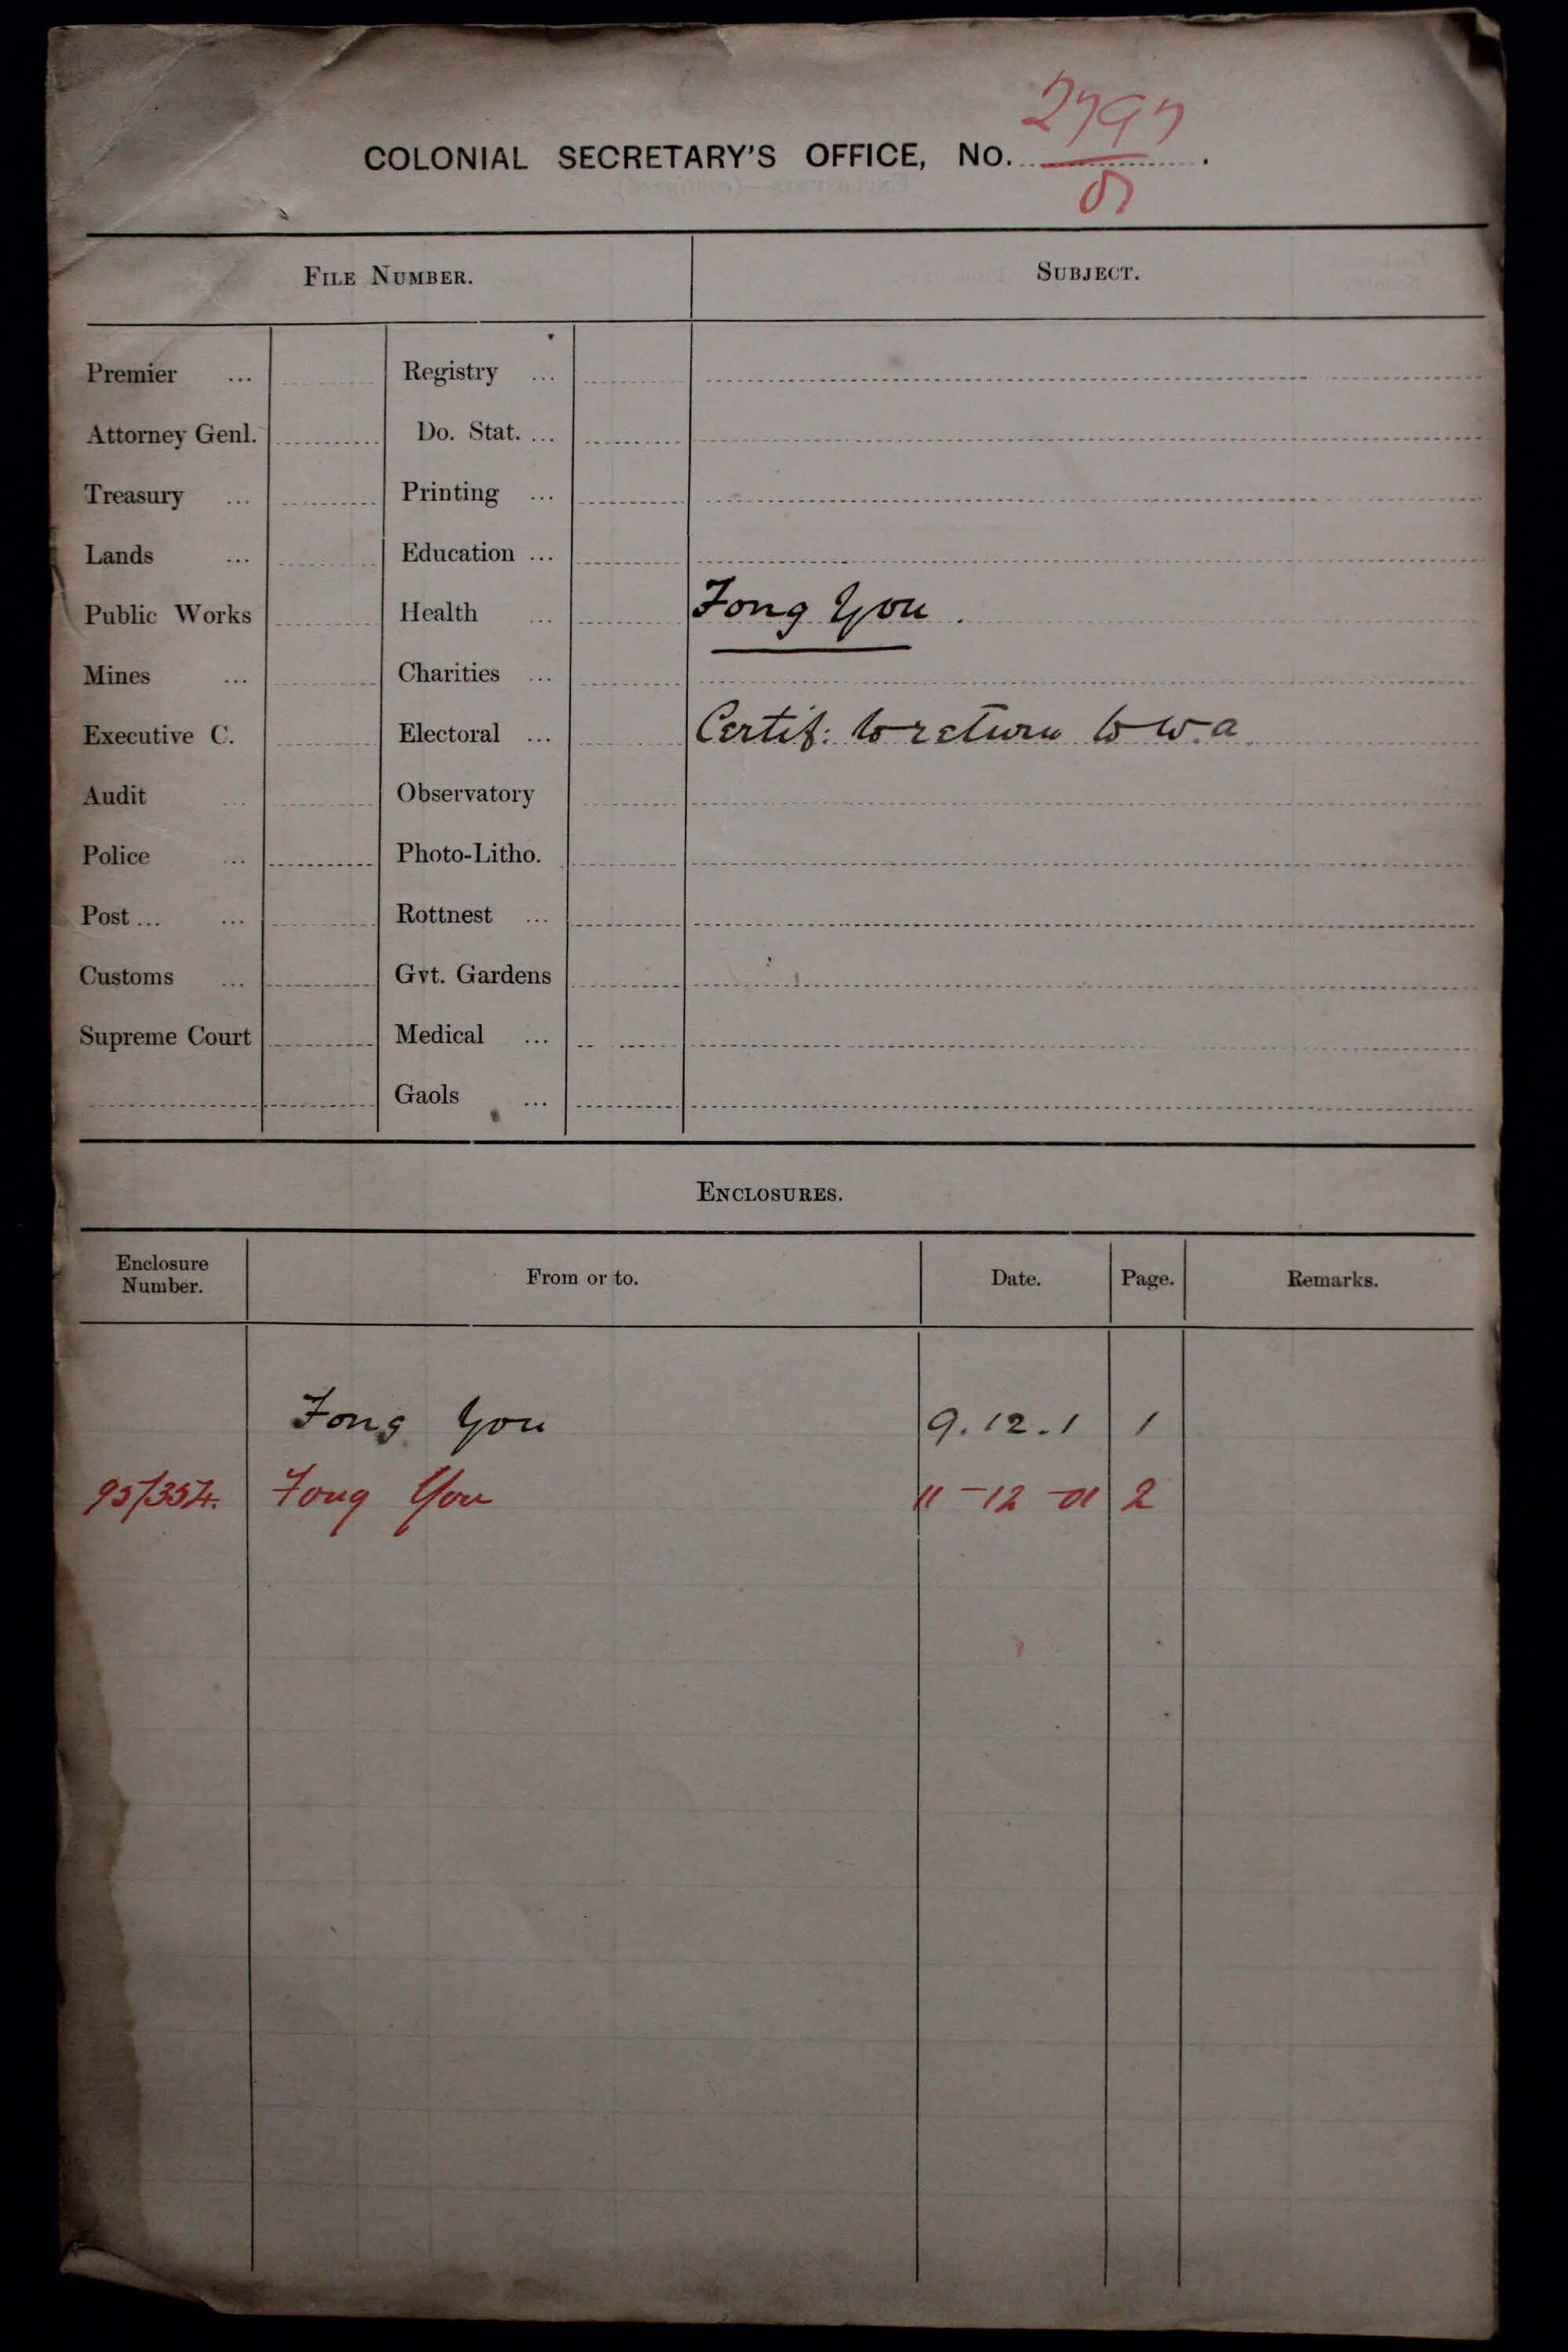 2797
COLONIAL SECRETARY'S OFFICE, NO. .
01
FILE NUMBER. SUBJECT.
Premier ... Registry ...
Attorney Genl. Do. Stat. ...
Treasury ... Printing ...
Lands ... Education ...
Public Works Health ... Fong You .
Mines ... Charities ...
Executive C. Electoral ... Certif: to return to W.a.
Audit ... Observatory
Police ... Photo-Litho.
Post ... ... Rottnest ...
Customs ... Gvt. Gardens
Supreme Court Medical ...
Gaols ...
ENCLOSURES.
Enclosure Number. From or to. Date. Page. Remarks.
Fong You 9.12.1 1
95/354. Fong You 11-12-01 2